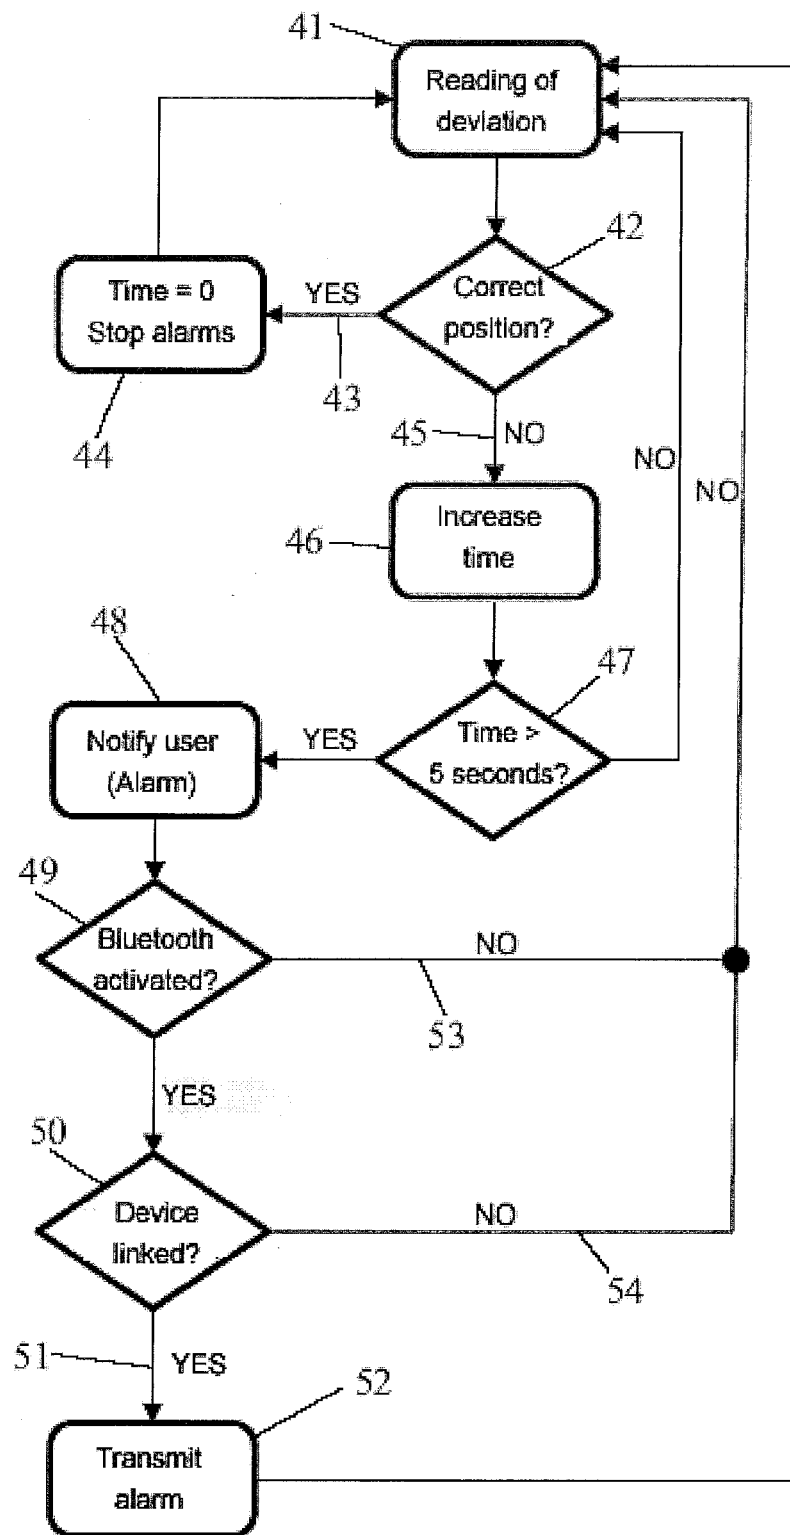 41
Reading of
deviation
42
Correct
position?
YES
43
Time = 0
Stop alarms
44
45
NO
NO
NO
46
Increase
time
47
Time >
5 seconds?
YES
48
Notify user
(Alarm)
49
Bluetooth
activated?
NO
53
YES
50
Device
linked?
NO
54
51
YES
52
Transmit
alarm